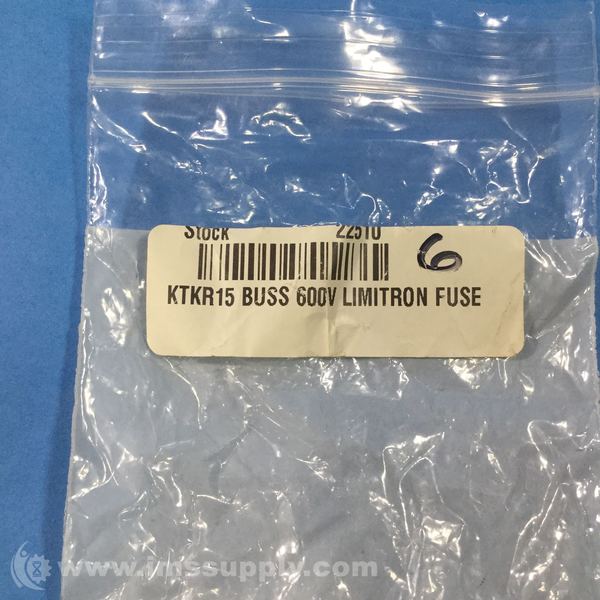 Stock 22510
6
KTKR15 BUSS 600V LIMITRON FUSE
www.imssupply.com